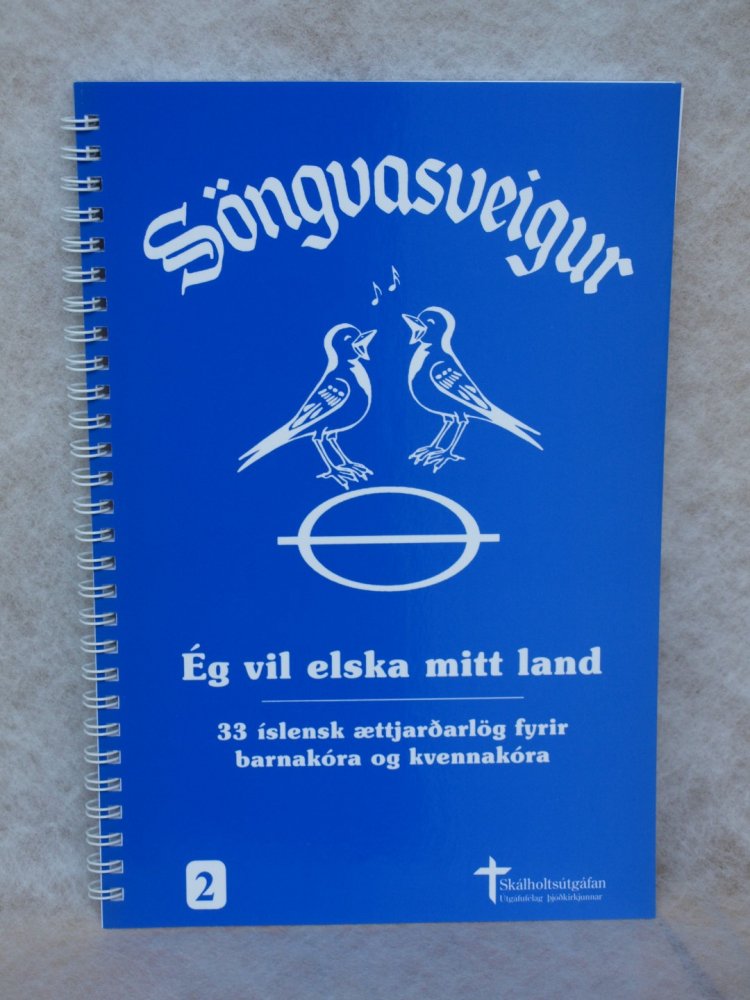 Söngvasveigur
Ég vil elska mitt land
33 íslensk ættjarðarlög fyrir
barnakóra og kvennakóra
2
Skálholtsútgáfan
Útgáfufélag þjóðkirkjunnar